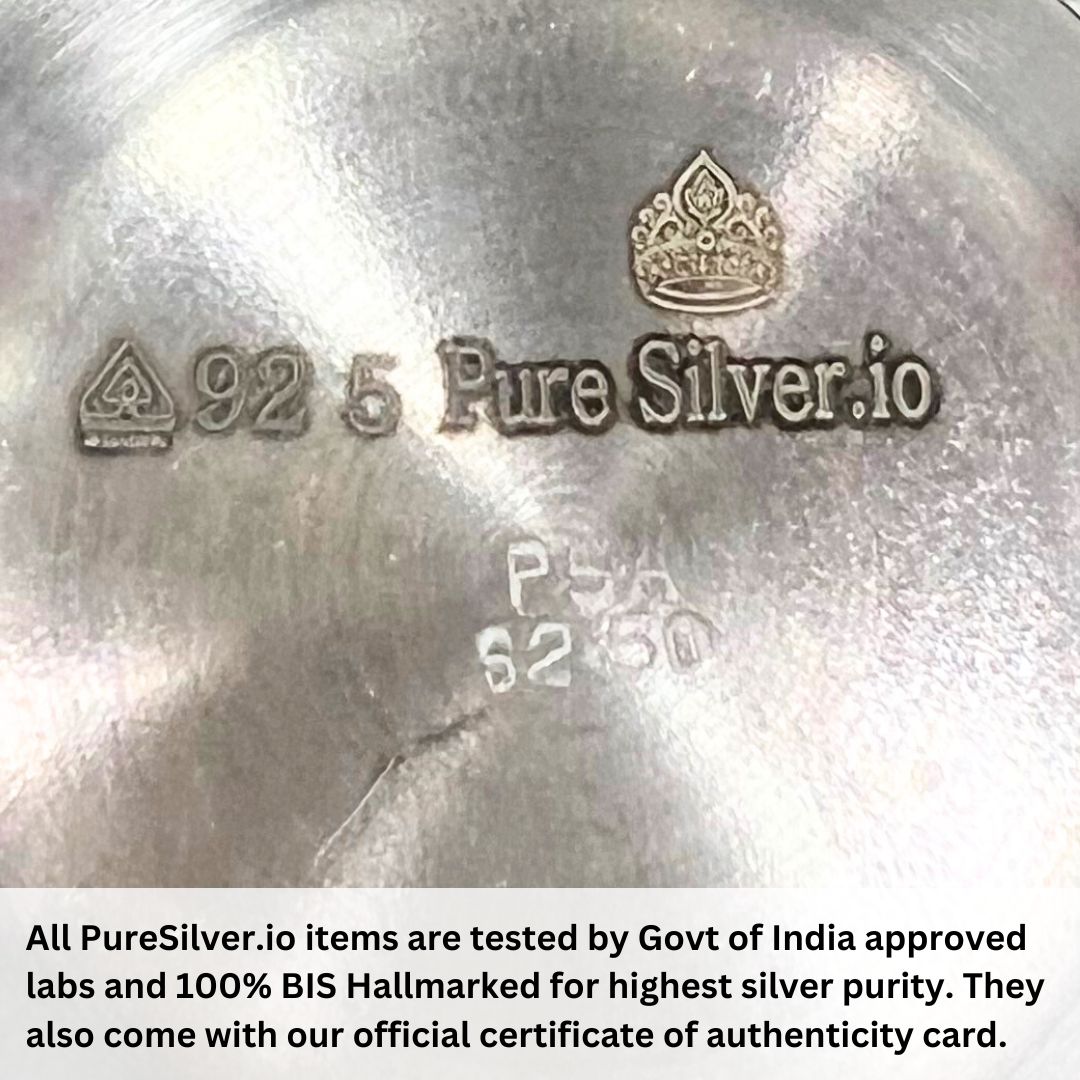 92 5 Pure Silver.io
All PureSilver.io items are tested by Govt of India approved
labs and 100% BIS Hallmarked for highest silver purity. They
also come with our official certificate of authenticity card.